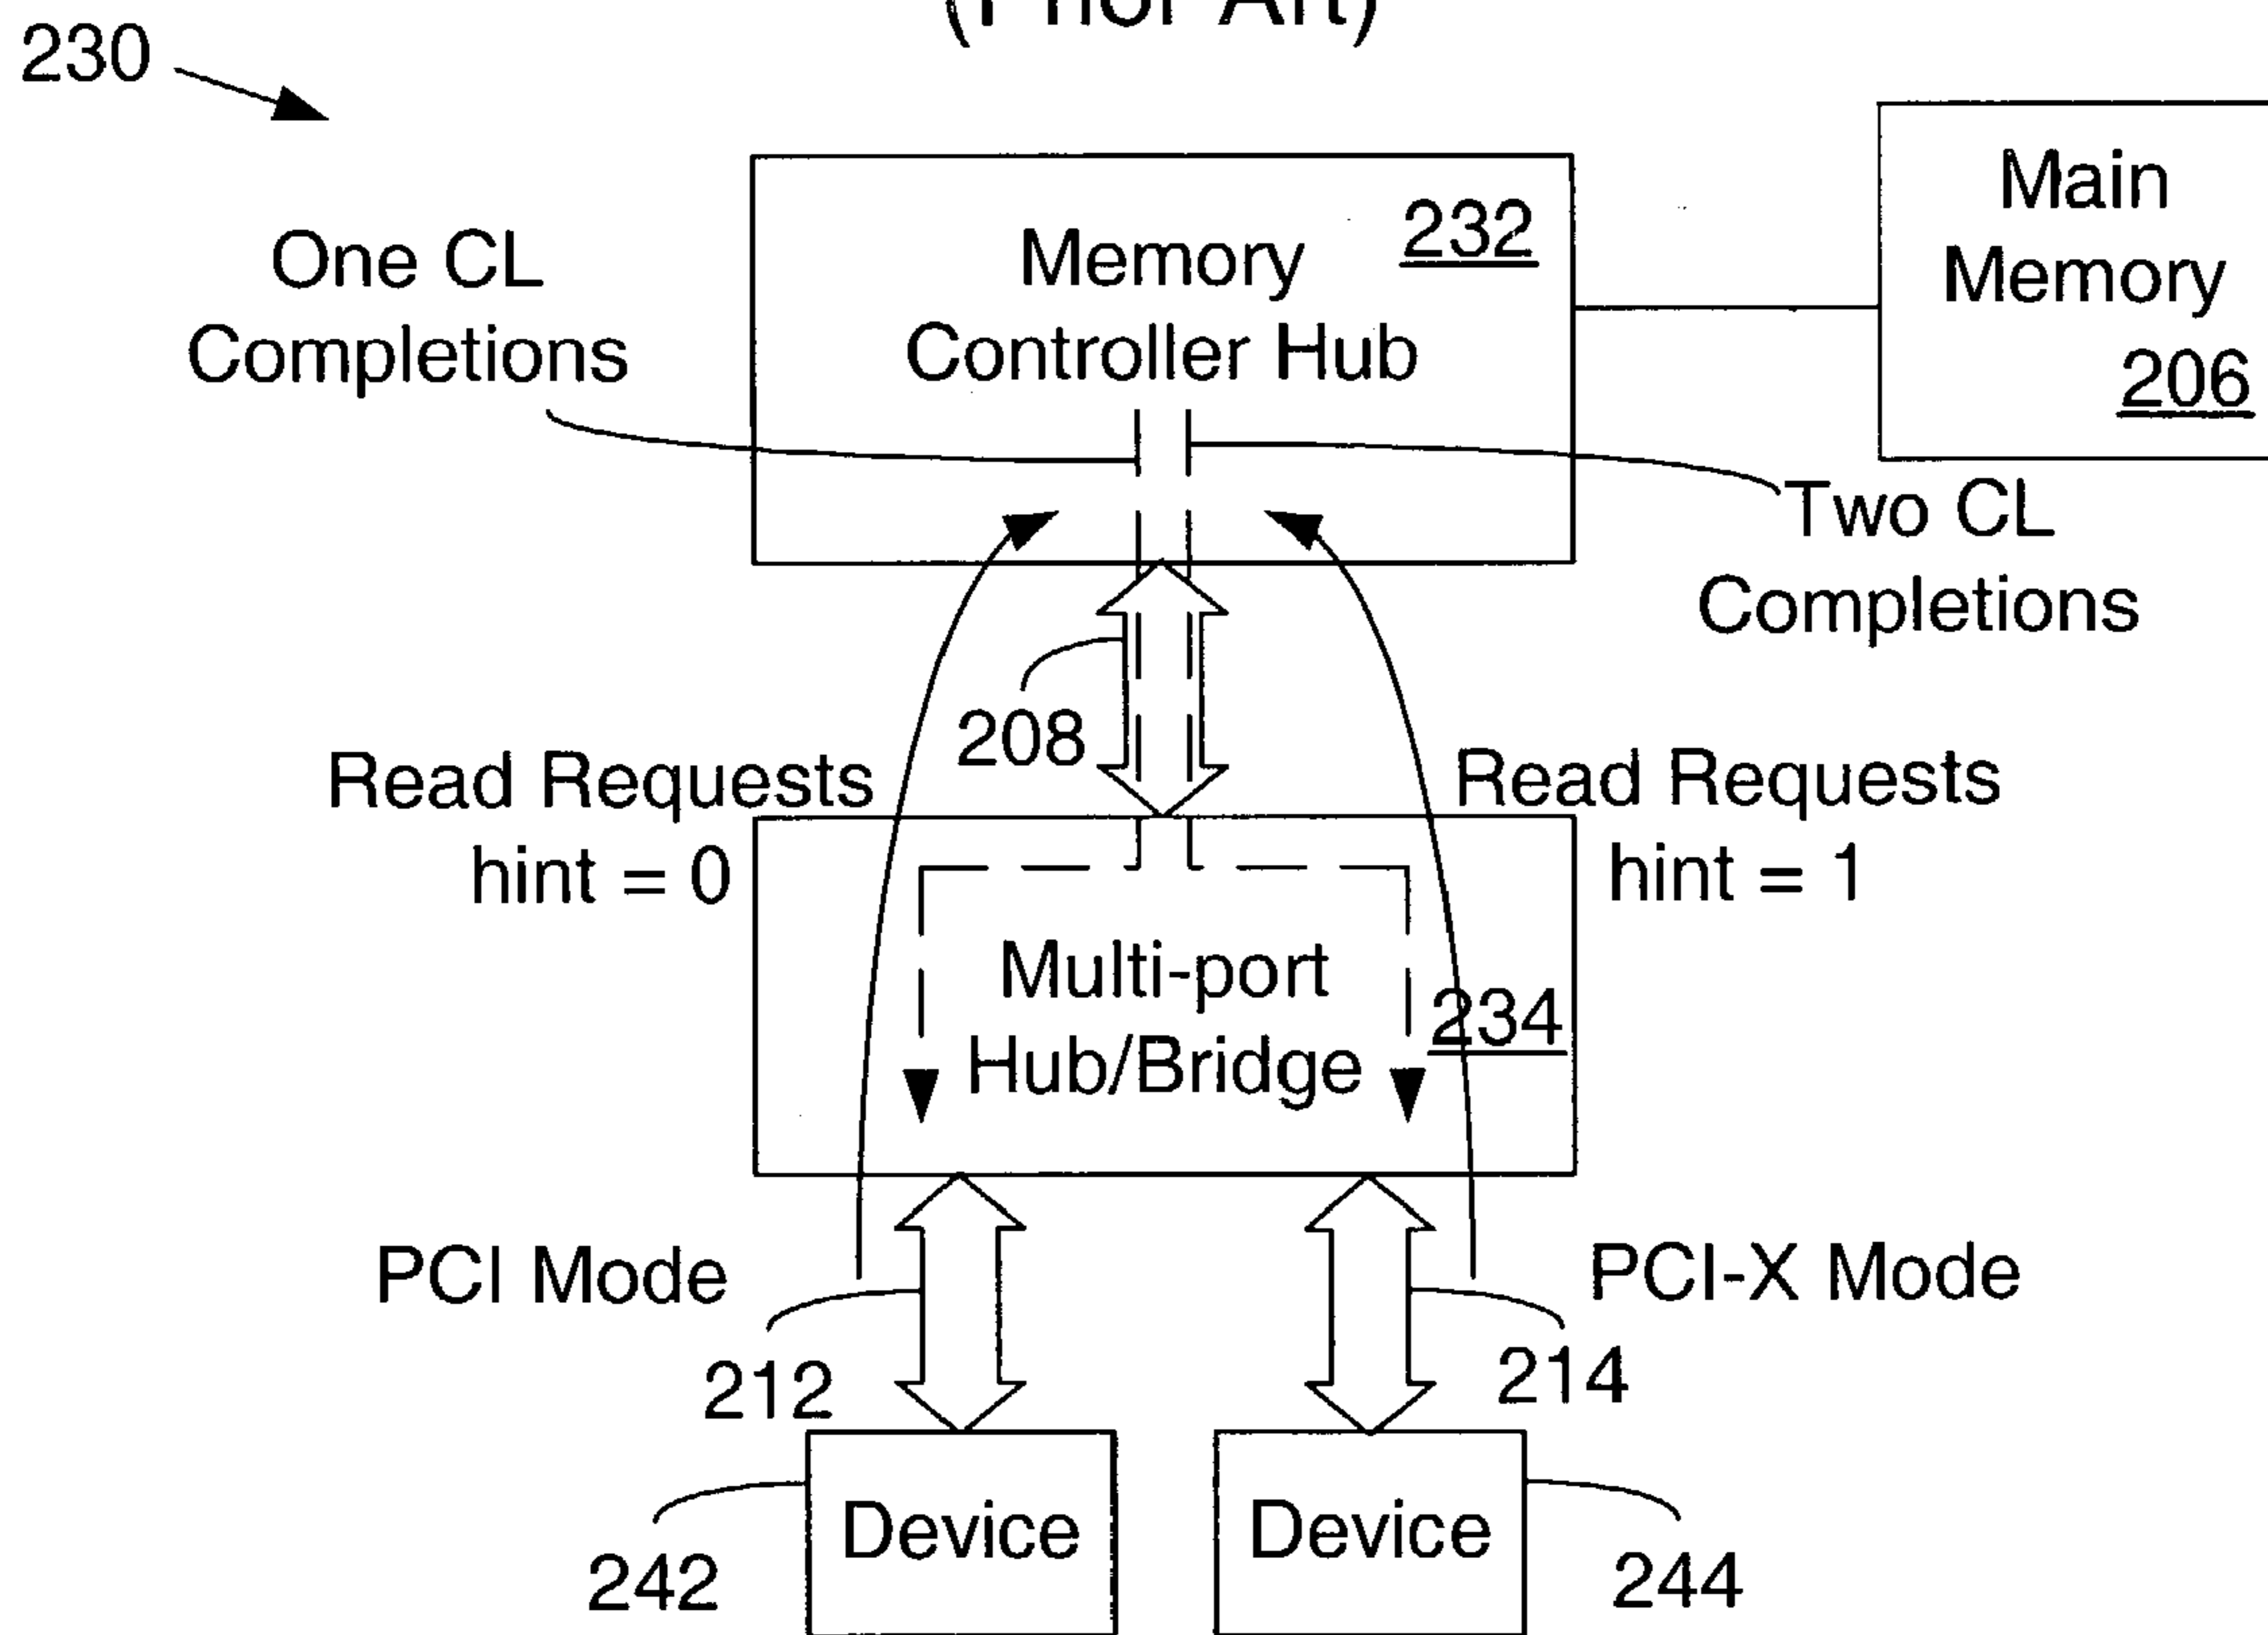 (Prior Art)
230
One CL
Completions
Memory
Controller Hub
232
Main
Memory
206
Two CL
Completions
208
Read Requests
hint = 0
Read Requests
hint = 1
Multi-port
Hub/Bridge
234
PCI Mode
212
PCI-X Mode
214
Device
242
Device
244